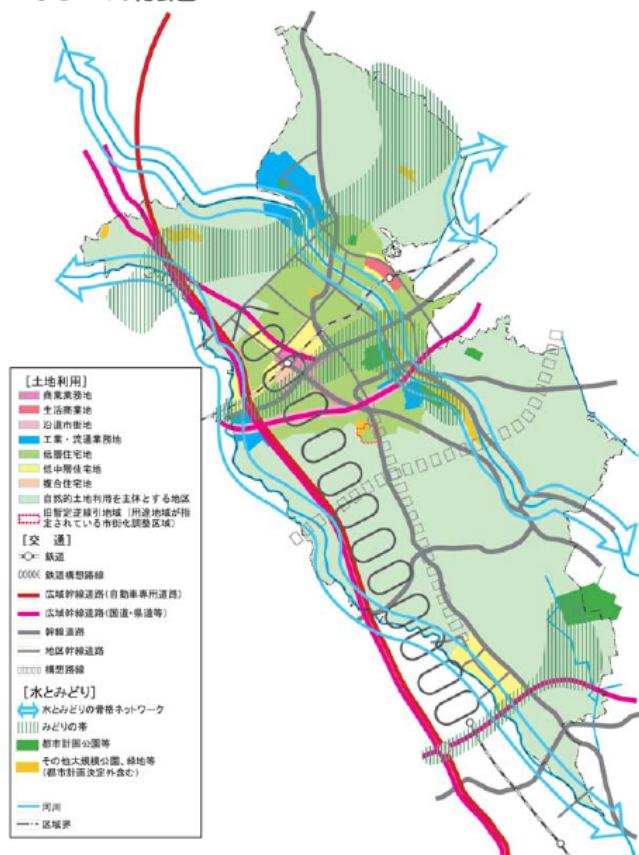 [土地利用]
商業業務地
生活商業地
沿道市街地
工業・流通業務地
低層住宅地
低中層住宅地
複合住宅地
自然的土地利用を主体とする地区
旧暫定逆線引地域（用途地域が指
定されている市街化調整区域）
[交　通]
鉄道
鉄道構想路線
広域幹線道路(自動車専用道路)
広域幹線道路(国道・県道等)
幹線道路
地区幹線道路
構想路線
[水とみどり]
水とみどりの骨格ネットワーク
みどりの帯
都市計画公園等
その他大規模公園、緑地等
(都市計画決定外含む)
河川
区域界